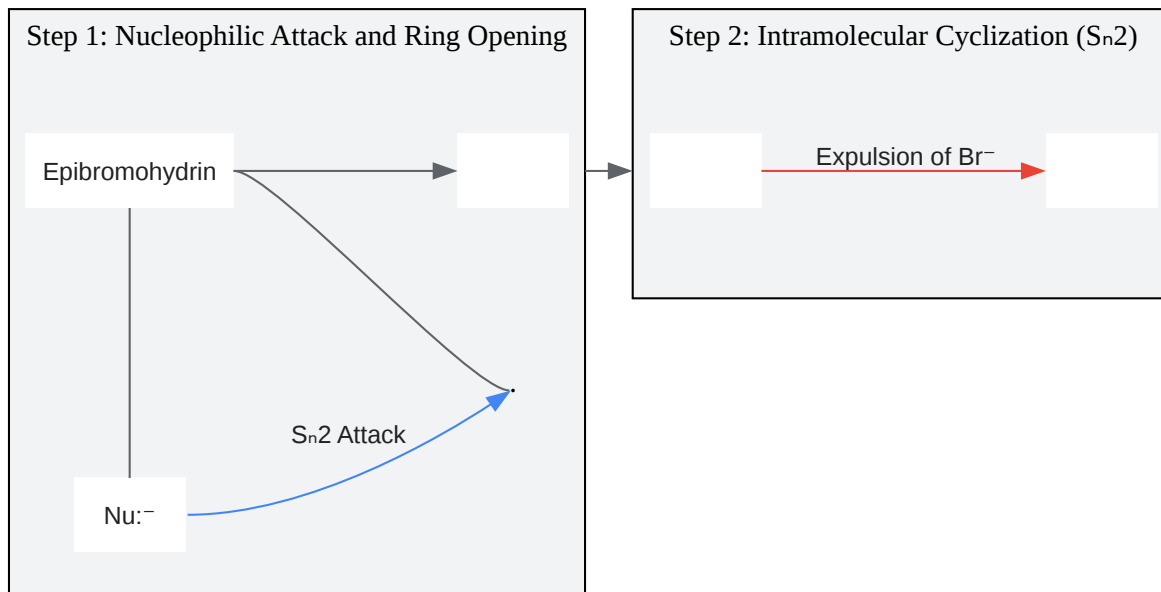 Step 1: Nucleophilic Attack and Ring Opening
Epibromohydrin
Sₙ2 Attack
Nu:⁻
Step 2: Intramolecular Cyclization (Sₙ2)
Expulsion of Br⁻